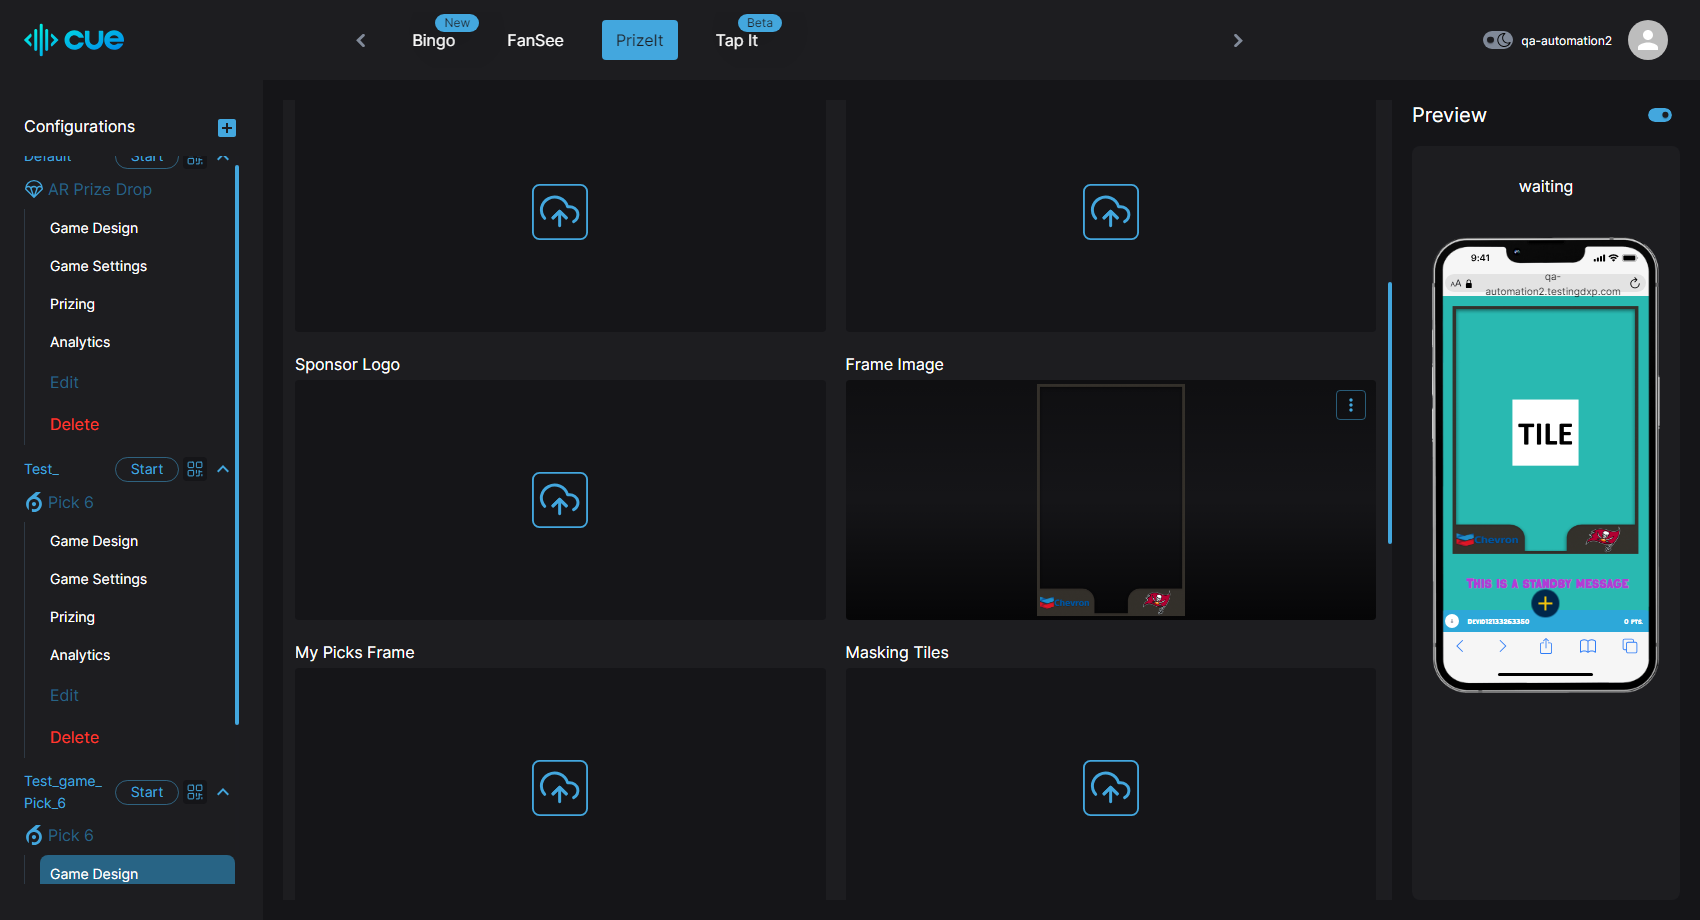 cue
New
Bingo
FanSee
PrizeIt
Beta
Tap It
qa-automation2
Configurations
Default
Start
AR Prize Drop
Game Design
Game Settings
Prizing
Analytics
Edit
Delete
Test_
Start
Pick 6
Game Design
Game Settings
Prizing
Analytics
Edit
Delete
Test_game_
Pick_6
Start
Pick 6
Game Design
Sponsor Logo
Frame Image
Chevron
My Picks Frame
Masking Tiles
Preview
waiting
9:41
AA
qa-
automation2.testingdxp.com
TILE
Chevron
THIS IS A STANDBY MESSAGE
0 PTS.